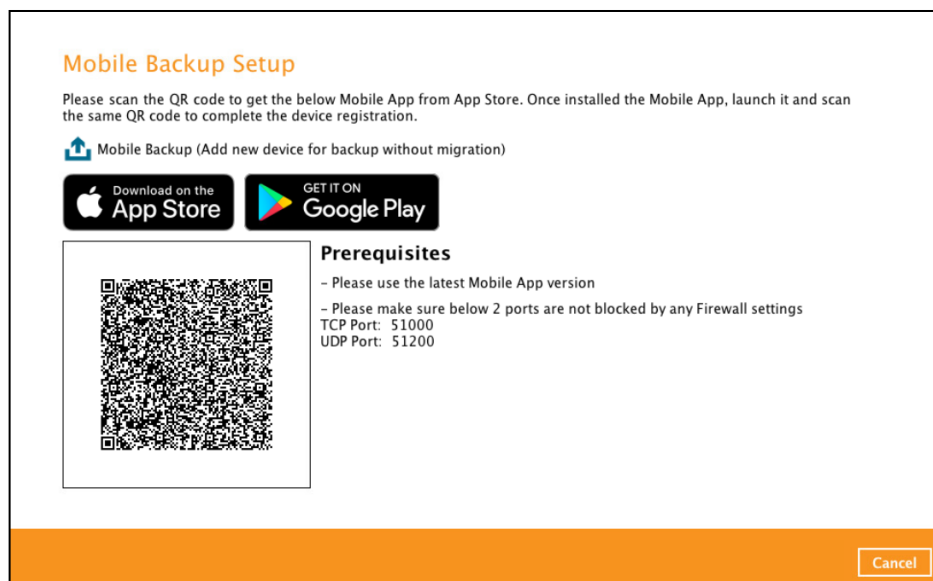 Mobile Backup Setup
Please scan the QR code to get the below Mobile App from App Store. Once installed the Mobile App, launch it and scan
the same QR code to complete the device registration.
Mobile Backup (Add new device for backup without migration)
Download on the
App Store
GET IT ON
Google Play
Prerequisites
– Please use the latest Mobile App version
– Please make sure below 2 ports are not blocked by any Firewall settings
TCP Port: 51000
UDP Port: 51200
Cancel